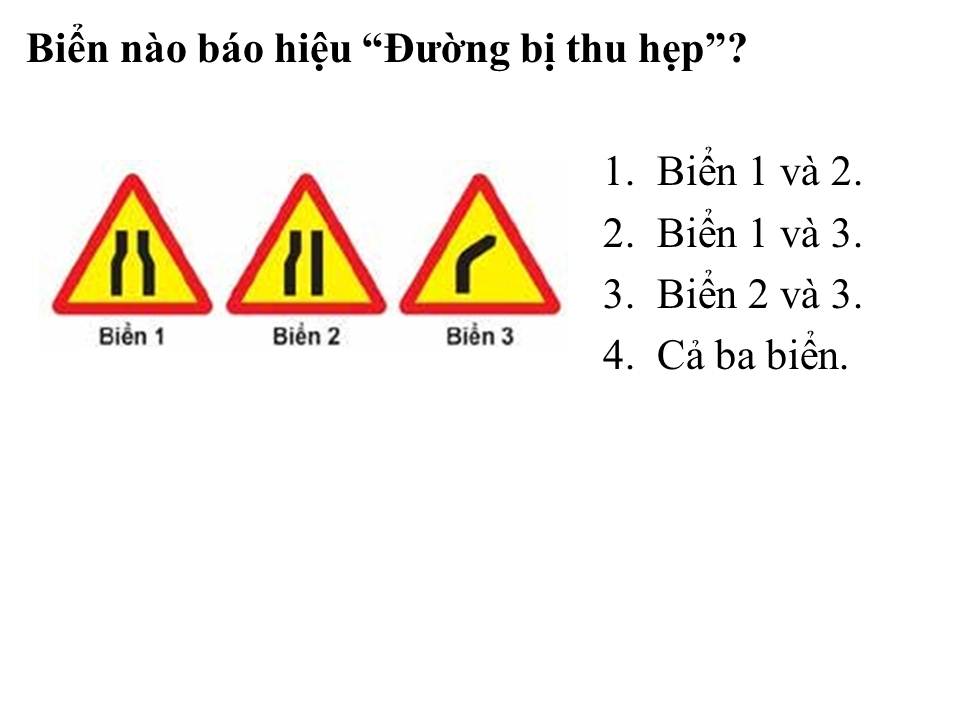 Biển nào báo hiệu “Đường bị thu hẹp”?
1. Biển 1 và 2.
2. Biển 1 và 3.
3. Biển 2 và 3.
4. Cả ba biển.
Biển 1
Biển 2
Biển 3